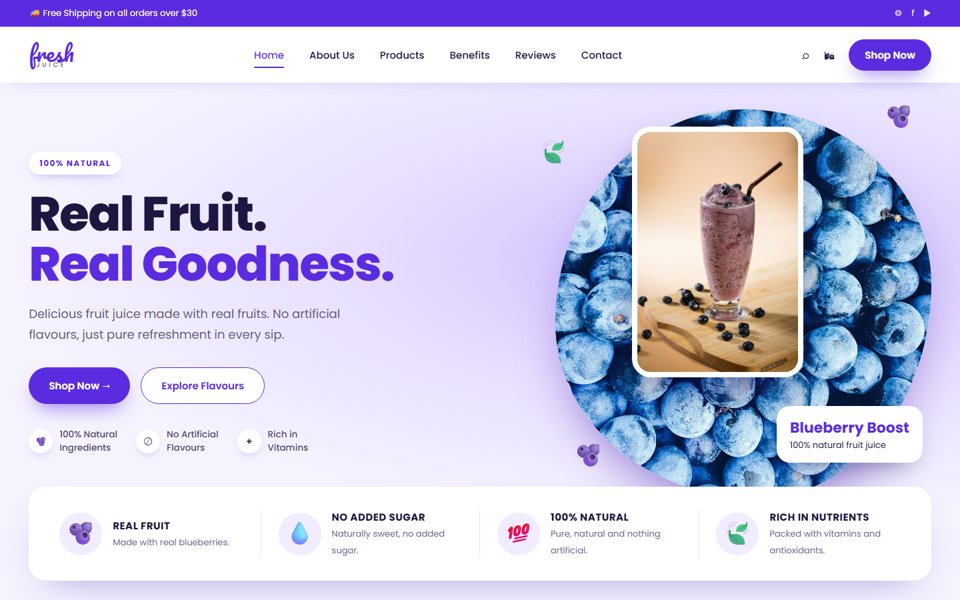 🚚 Free Shipping on all orders over $30
fresh
JUICE
Home
About Us
Products
Benefits
Reviews
Contact
Shop Now
100% NATURAL
Real Fruit.
Real Goodness.
Delicious fruit juice made with real fruits. No artificial
flavours, just pure refreshment in every sip.
Shop Now →
Explore Flavours
100% Natural
Ingredients
No Artificial
Flavours
Rich in
Vitamins
Blueberry Boost
100% natural fruit juice
REAL FRUIT
Made with real blueberries.
NO ADDED SUGAR
Naturally sweet, no added
sugar.
100
100% NATURAL
Pure, natural and nothing
artificial.
RICH IN NUTRIENTS
Packed with vitamins and
antioxidants.